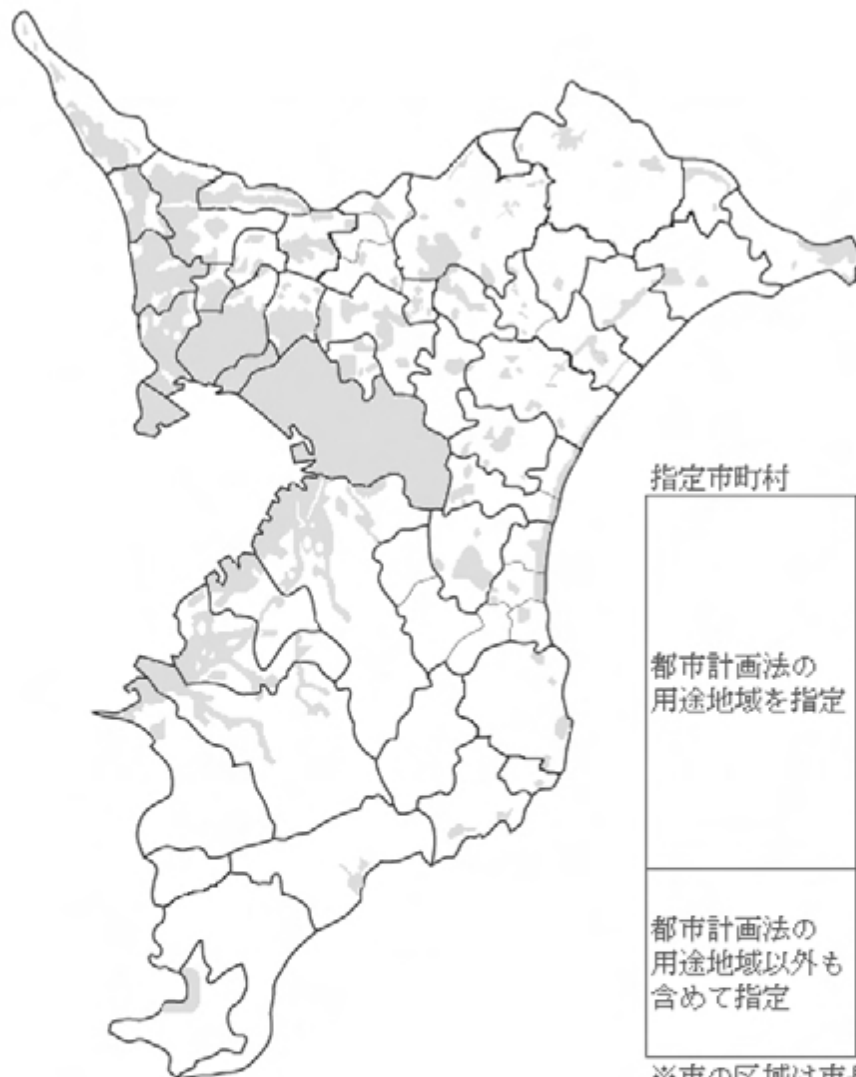 指定市町村
都市計画法の
用途地域を指定
都市計画法の
用途地域以外も
含めて指定